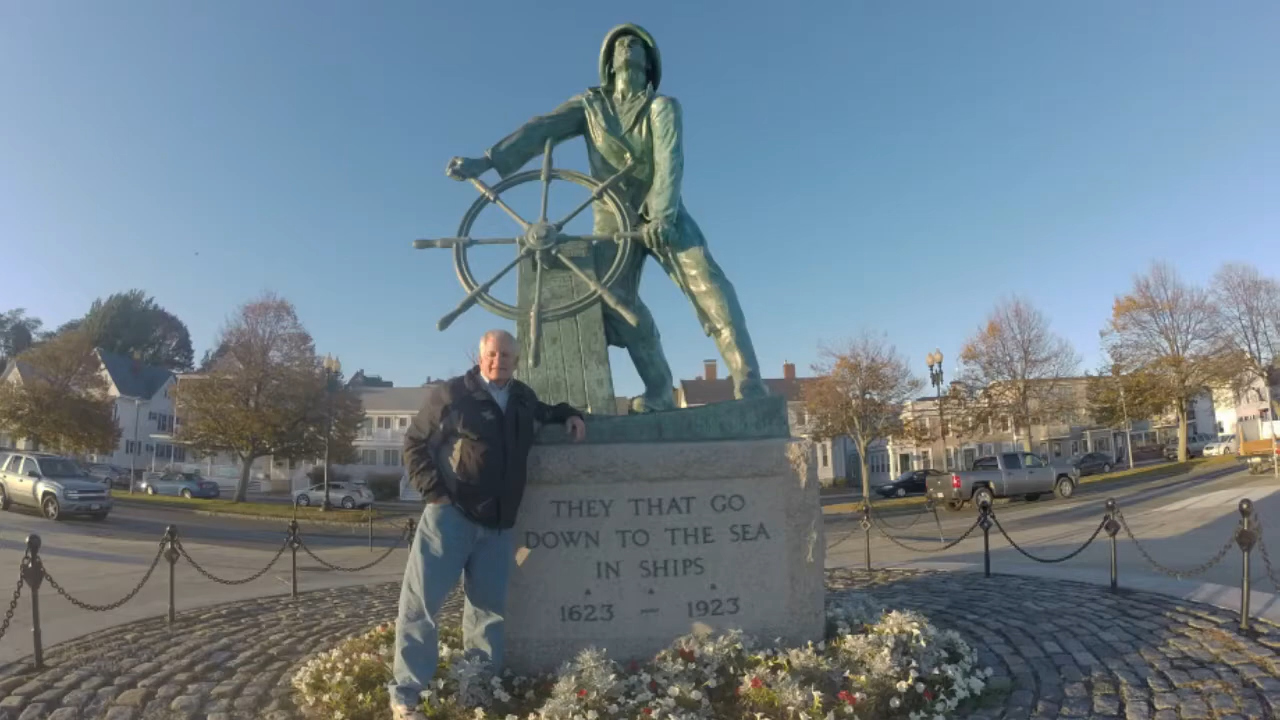 THEY THAT GO
DOWN TO THE SEA
IN SHIPS
1623 — 1923